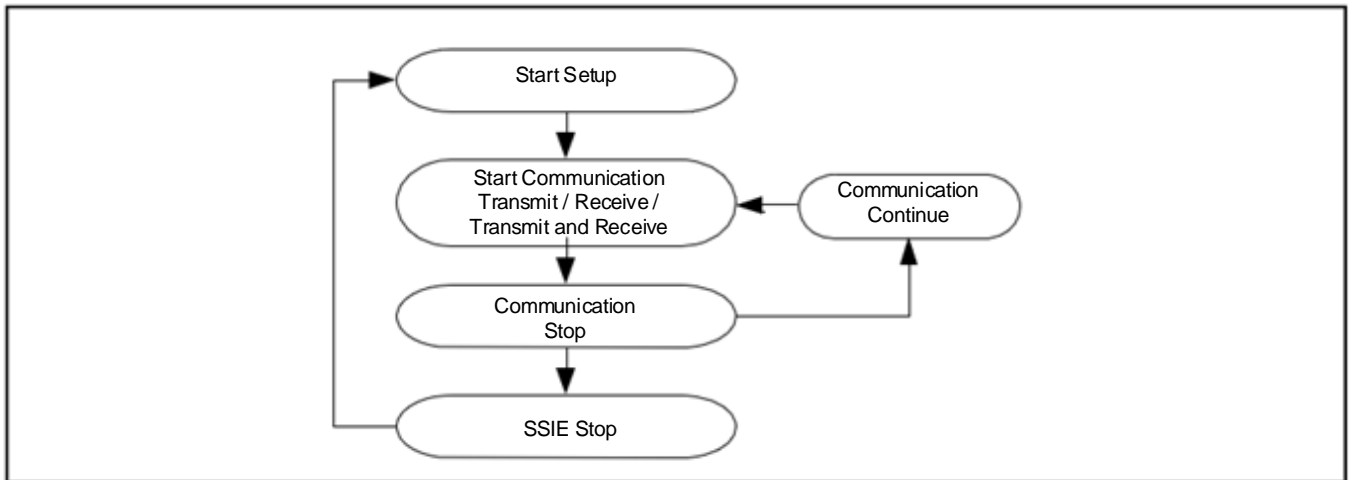 Start Setup
Start Communication
Transmit / Receive /
Transmit and Receive
Communication
Continue
Communication
Stop
SSIE Stop